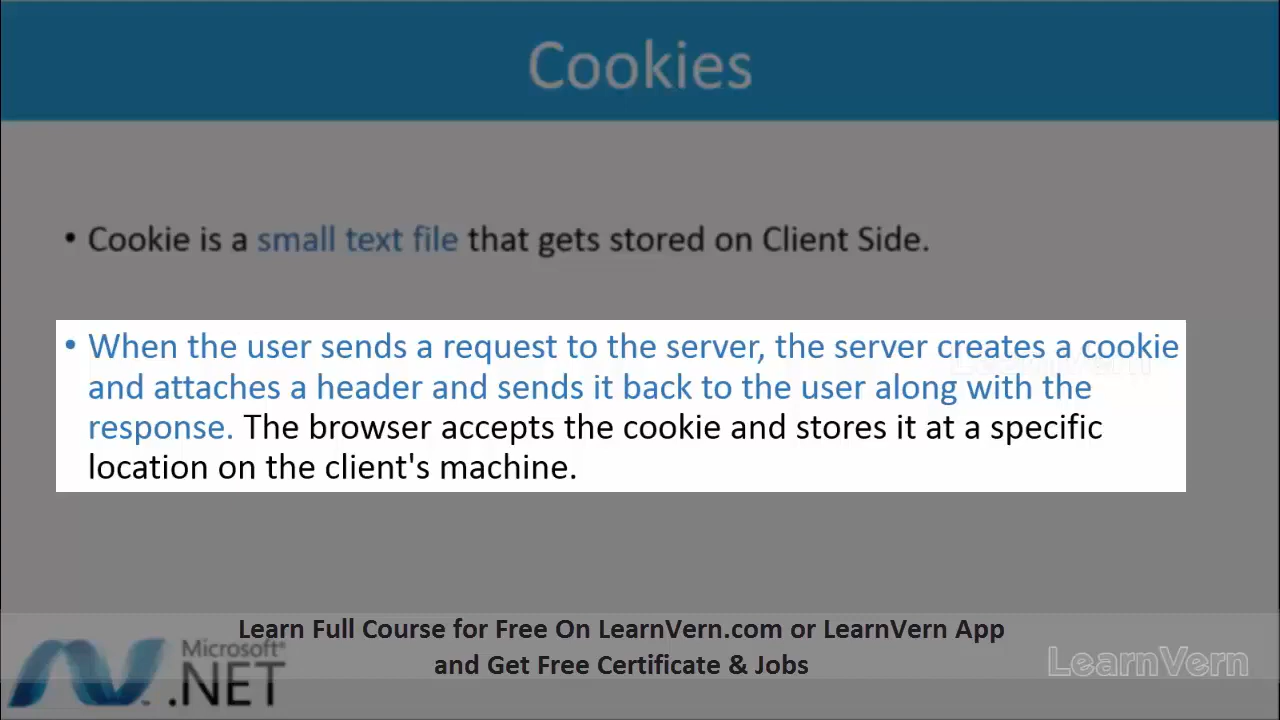 Cookies
• Cookie is a small text file that gets stored on Client Side.
• When the user sends a request to the server, the server creates a cookie
and attaches a header and sends it back to the user along with the
response. The browser accepts the cookie and stores it at a specific
location on the client's machine.
LearnVern
Learn Full Course for Free On LearnVern.com or LearnVern App
and Get Free Certificate & Jobs
Microsoft®
.NET
LearnVern